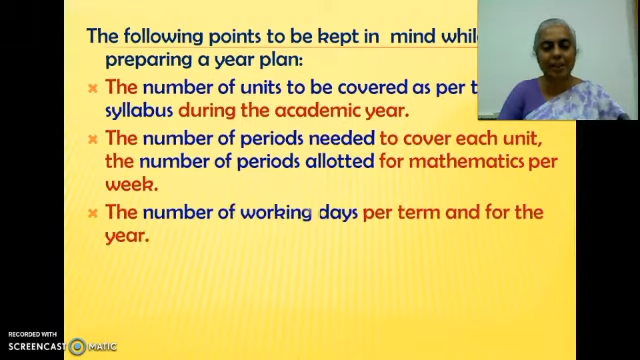 The following points to be kept in mind
preparing a year plan:
The number of units to be covered as per
syllabus during the academic year.
The number of periods needed to cover each unit,
the number of periods allotted for mathematics per
week.
The number of working days per term and for the
year.
RECORDED WITH
SCREENCAST MATIC